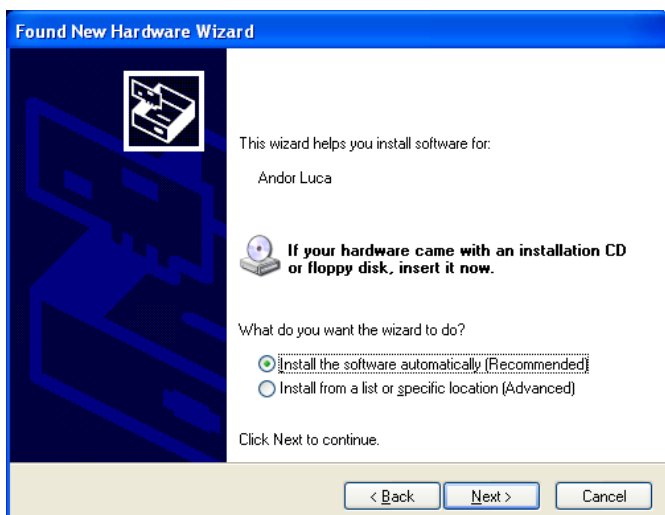 Found New Hardware Wizard
This wizard helps you install software for:
Andor Luca
If your hardware came with an installation CD
or floppy disk, insert it now.
What do you want the wizard to do?
Install the software automatically (Recommended)
Install from a list or specific location (Advanced)
Click Next to continue.
< Back Next > Cancel